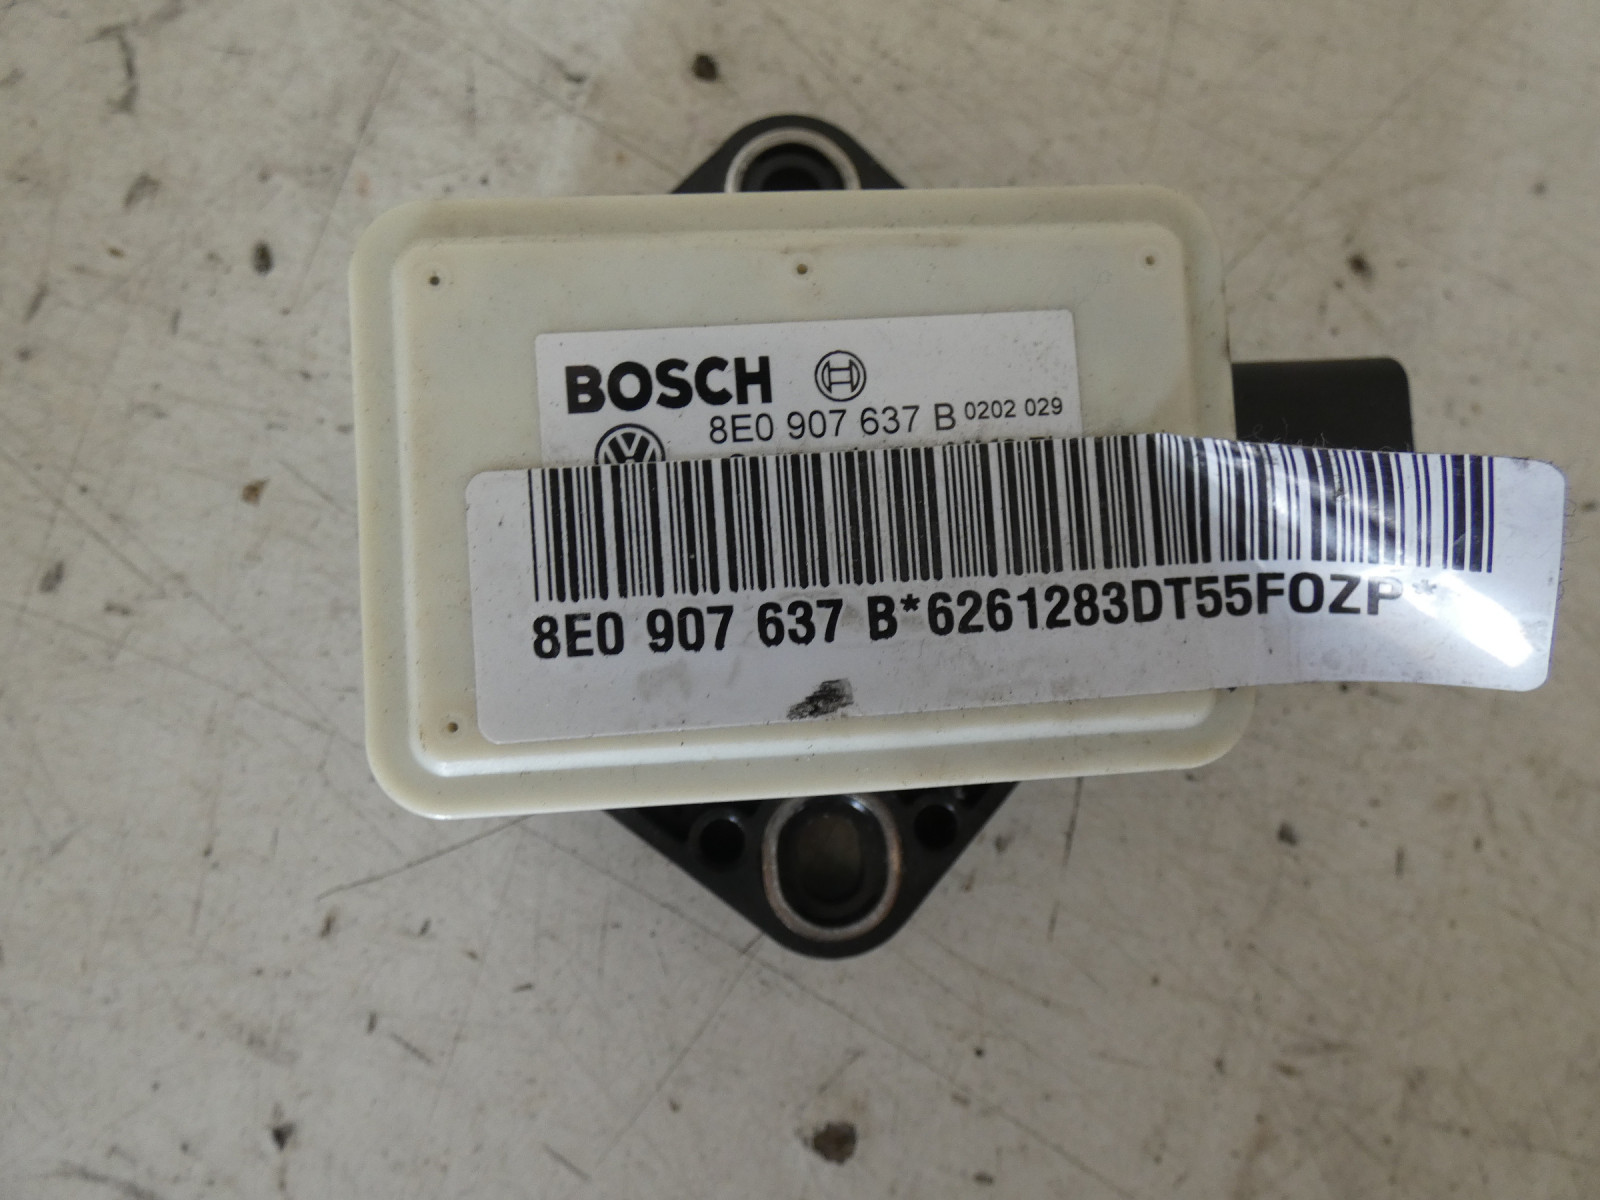 BOSCH
8E0 907 637 B 0202 029
8E0 907 637 B*6261283DT55FOZP*